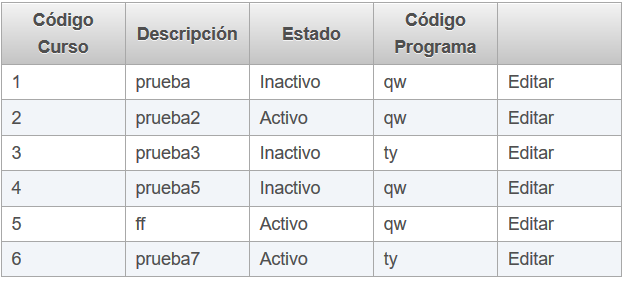 Código Curso Descripción Estado Código Programa
1 prueba Inactivo qw Editar
2 prueba2 Activo qw Editar
3 prueba3 Inactivo ty Editar
4 prueba5 Inactivo qw Editar
5 ff Activo qw Editar
6 prueba7 Activo ty Editar